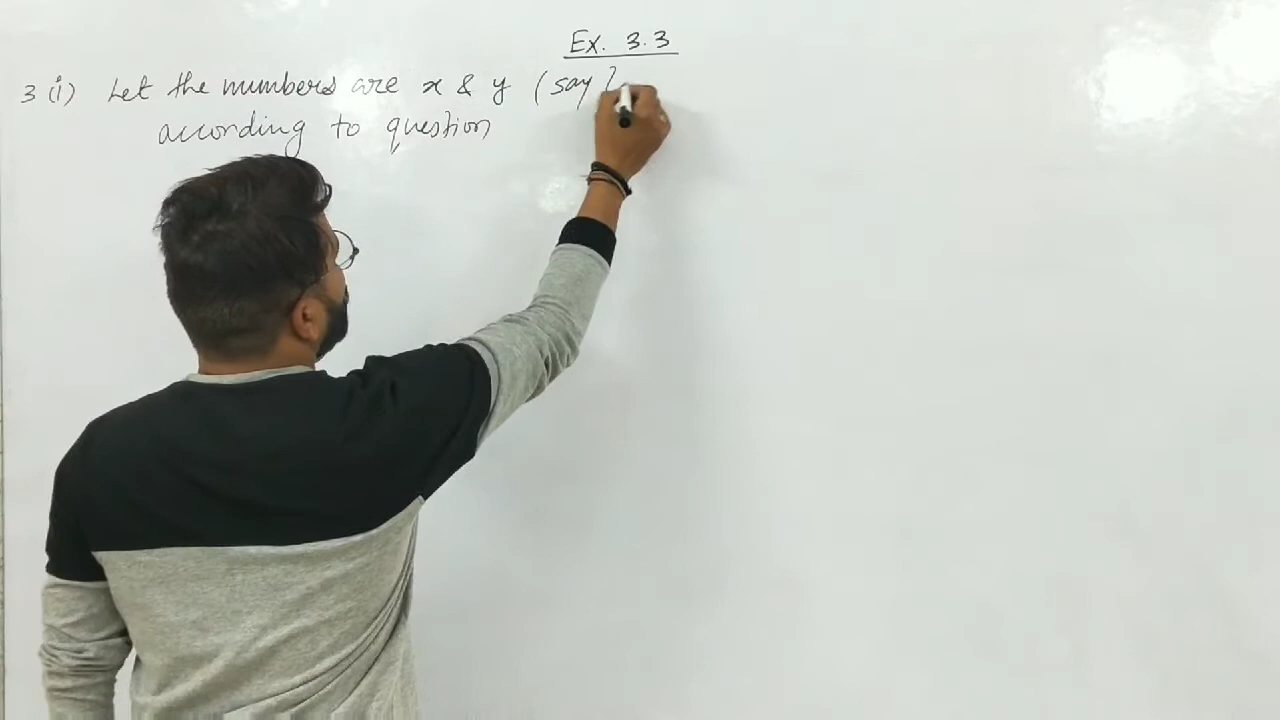 Ex. 3.3
3 (i) Let the numbers are x & y (say)
according to question